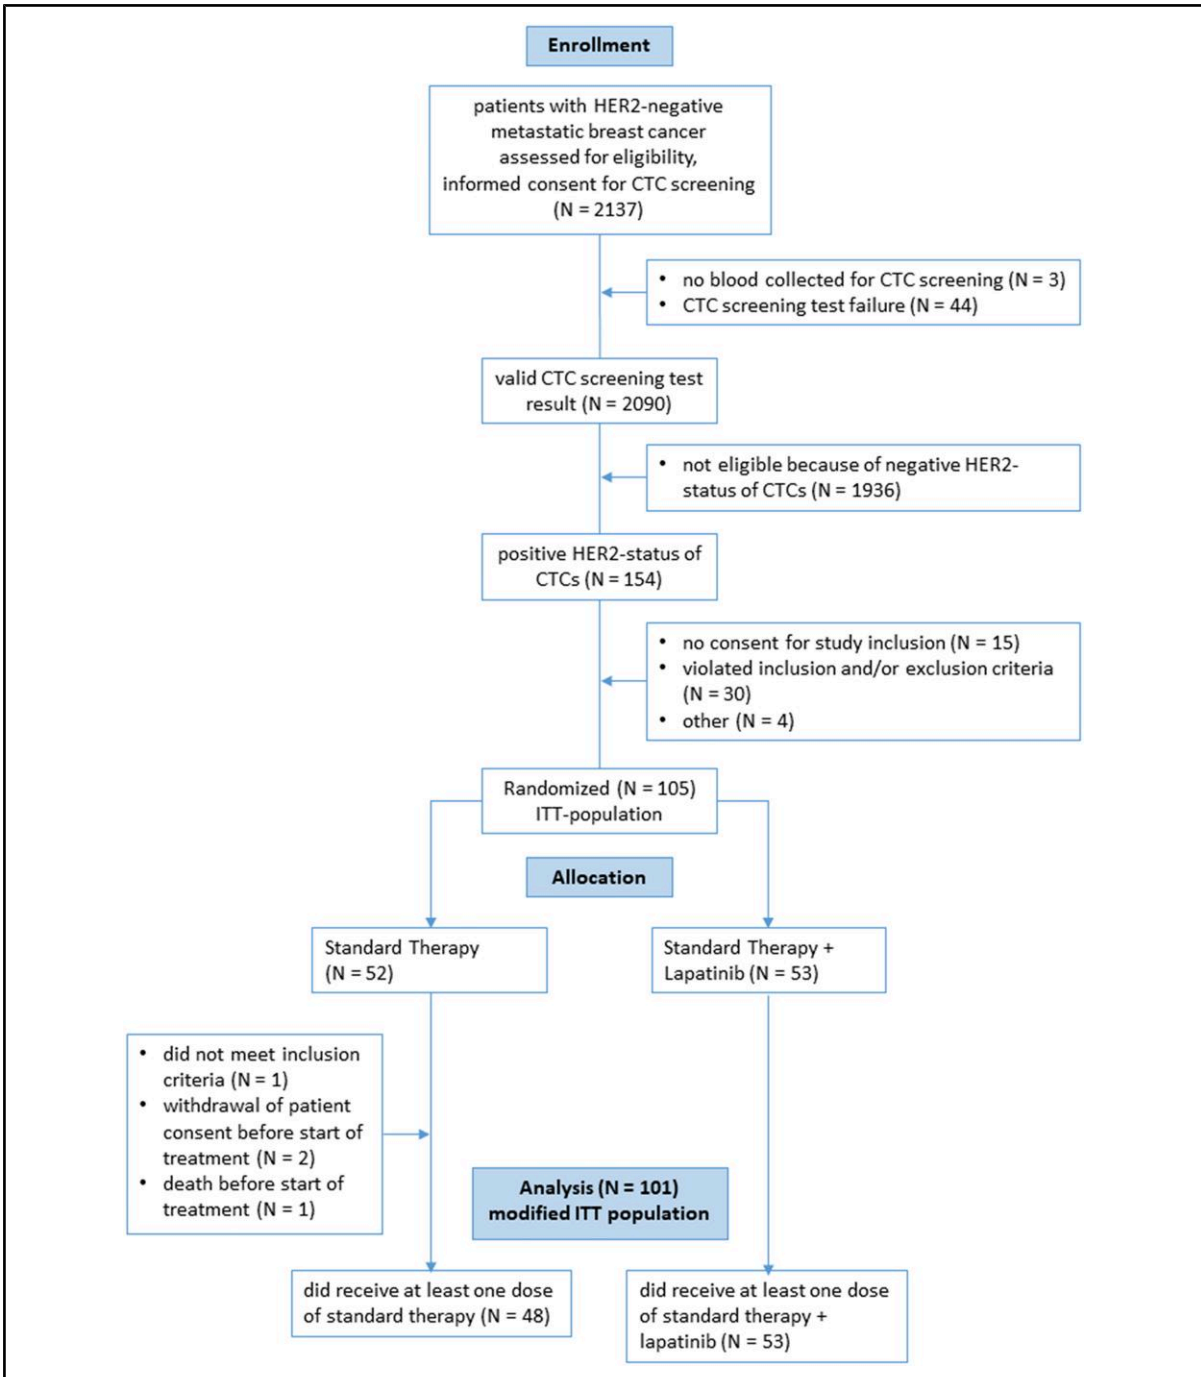 Enrollment
patients with HER2-negative
metastatic breast cancer
assessed for eligibility,
informed consent for CTC screening
(N = 2137)
• no blood collected for CTC screening (N = 3)
• CTC screening test failure (N = 44)
valid CTC screening test
result (N = 2090)
• not eligible because of negative HER2-
status of CTCs (N = 1936)
positive HER2-status of
CTCs (N = 154)
• no consent for study inclusion (N = 15)
• violated inclusion and/or exclusion criteria
(N = 30)
• other (N = 4)
Randomized (N = 105)
ITT-population
Allocation
Standard Therapy
(N = 52)
Standard Therapy +
Lapatinib (N = 53)
• did not meet inclusion
criteria (N = 1)
• withdrawal of patient
consent before start of
treatment (N = 2)
• death before start of
treatment (N = 1)
Analysis (N = 101)
modified ITT population
did receive at least one dose
of standard therapy (N = 48)
did receive at least one dose
of standard therapy +
lapatinib (N = 53)